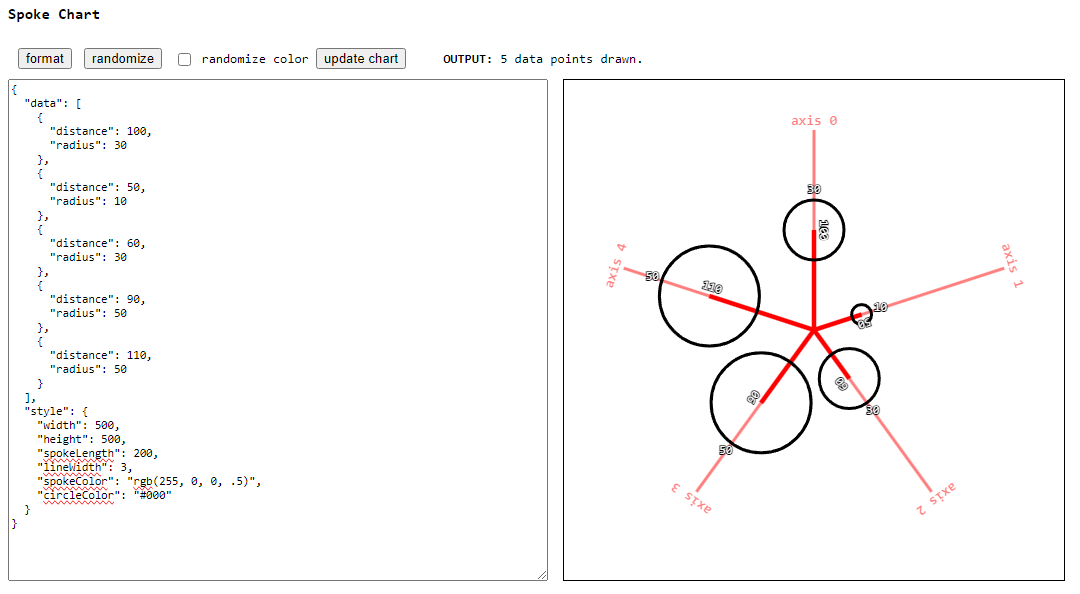 Spoke Chart
format randomize randomize color update chart OUTPUT: 5 data points drawn.
{
"data": [
{
"distance": 100,
"radius": 30
},
{
"distance": 50,
"radius": 10
},
{
"distance": 60,
"radius": 30
},
{
"distance": 90,
"radius": 50
},
{
"distance": 110,
"radius": 50
}
],
"style": {
"width": 500,
"height": 500,
"spokeLength": 200,
"lineWidth": 3,
"spokeColor": "rgb(255, 0, 0, .5)",
"circleColor": "#000"
}
}
axis 0
30
100
axis 4
50
110
axis 1
10
50
60
30
90
50
axis 3
axis 2